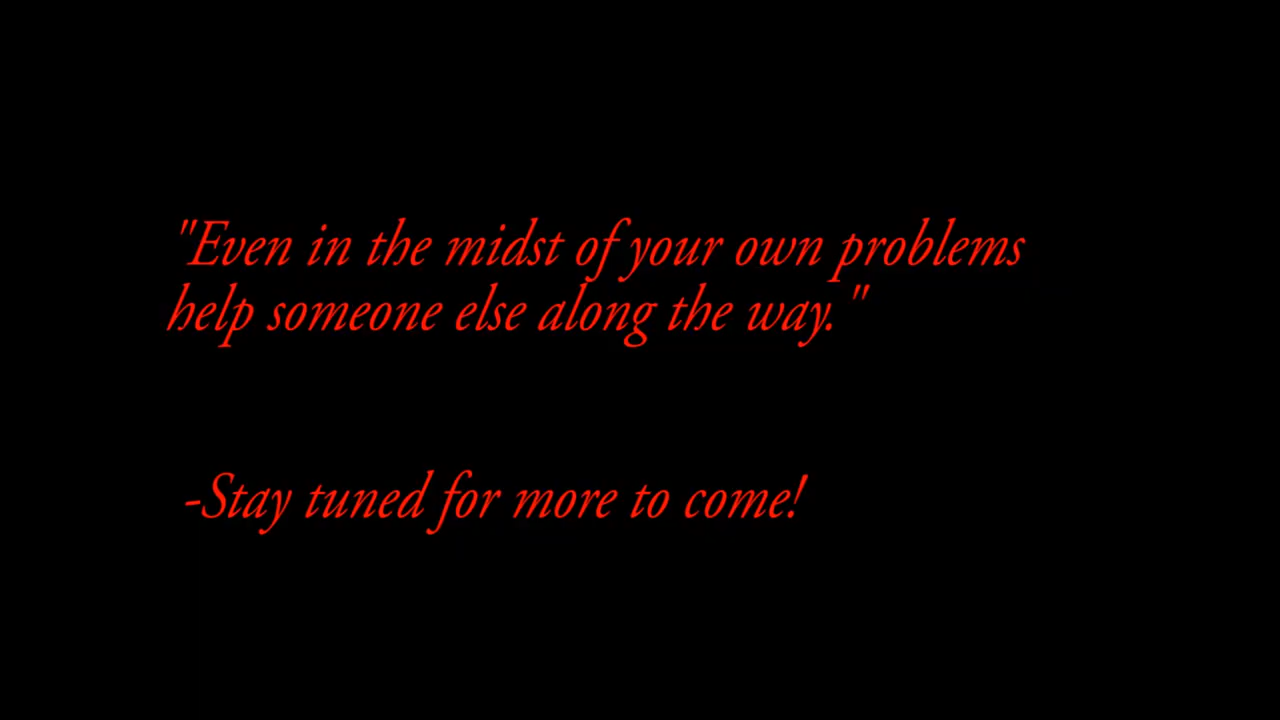 "Even in the midst of your own problems
help someone else along the way."
-Stay tuned for more to come!